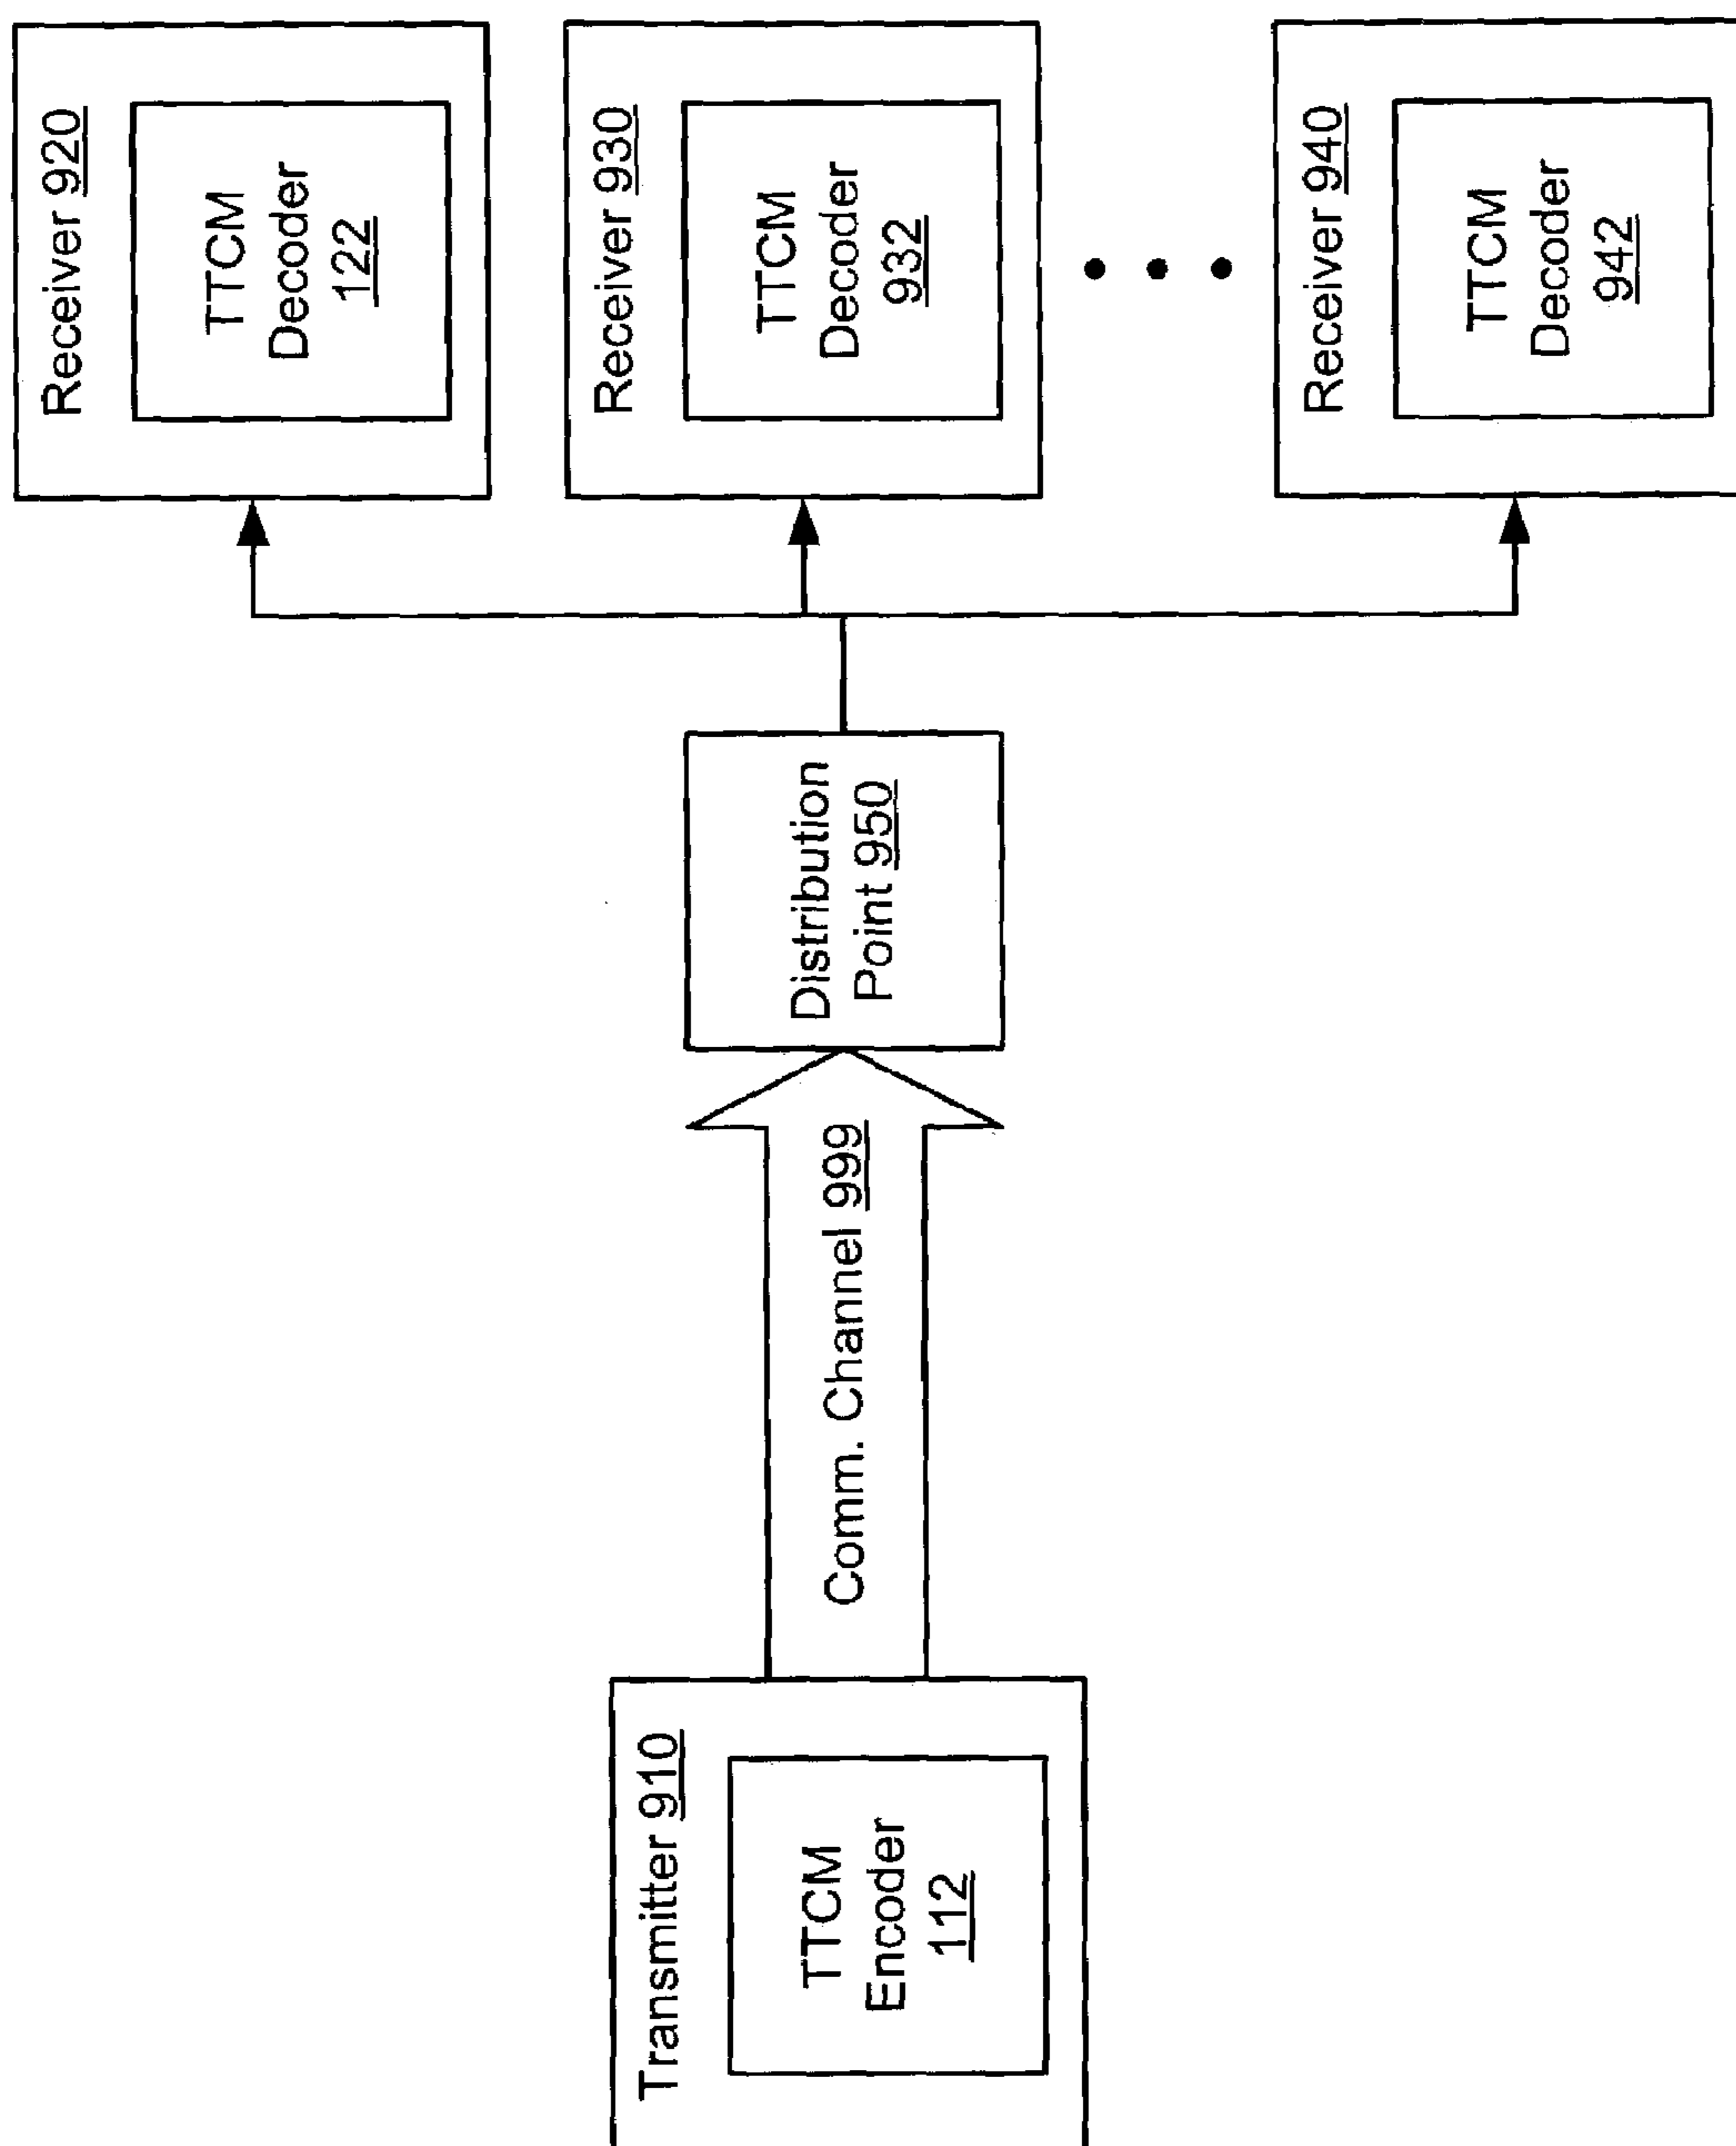 Transmitter 910
TTCM
Encoder
112
Comm. Channel 999
Distribution
Point 950
Receiver 920
TTCM
Decoder
122
Receiver 930
TTCM
Decoder
932
Receiver 940
TTCM
Decoder
942